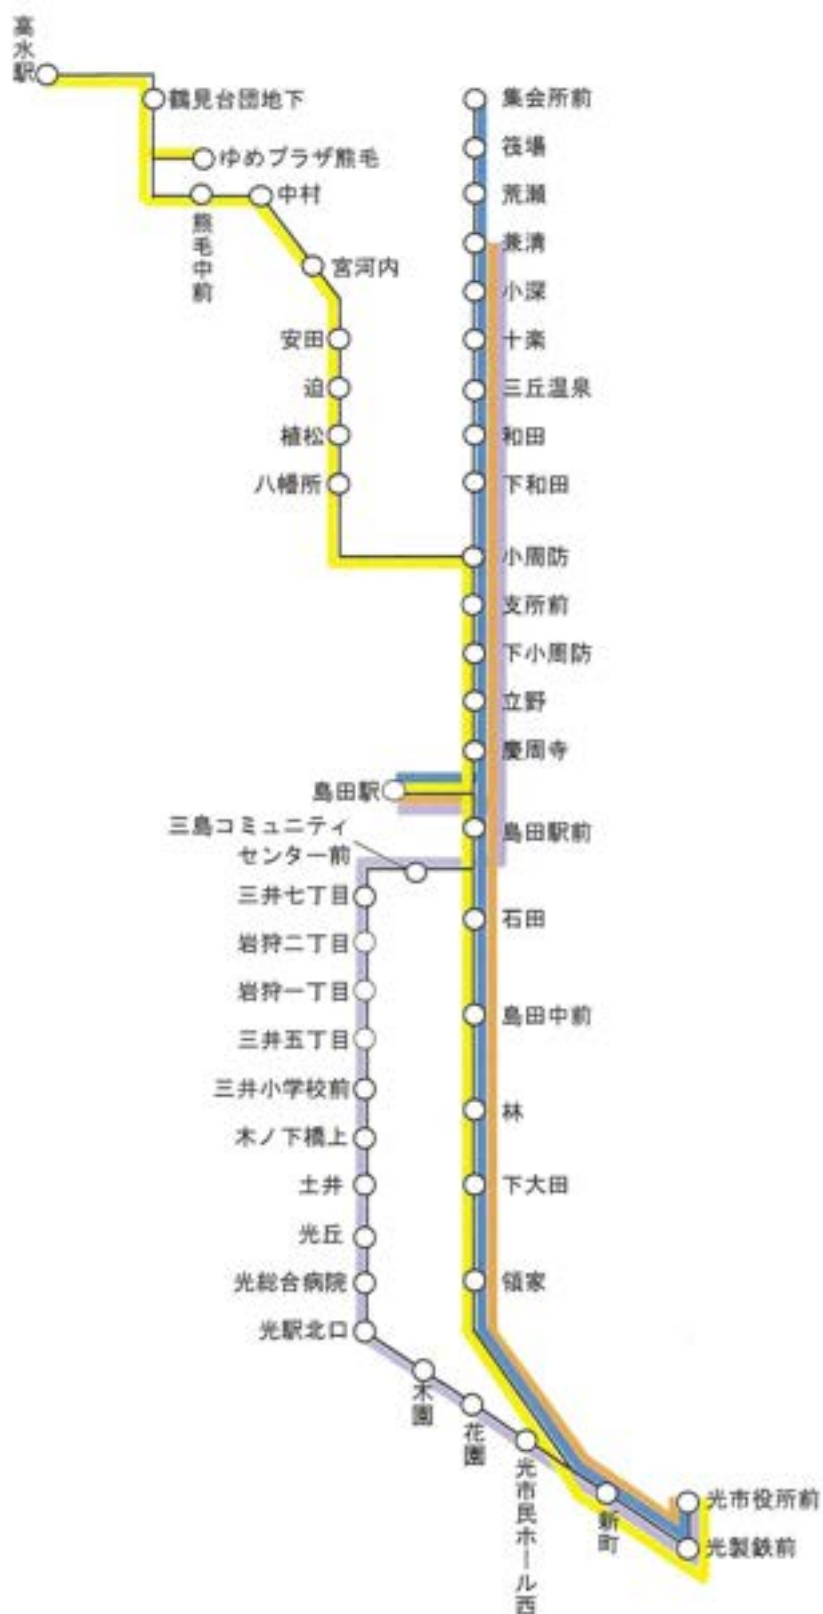 高水駅
鶴見台団地下
ゆめプラザ熊毛
熊毛中前
中村
宮河内
安田
迫
植松
八幡所
集会所前
筏場
荒瀬
兼清
小深
十楽
三丘温泉
和田
下和田
小周防
支所前
下小周防
立野
慶周寺
島田駅
島田駅前
三島コミュニティ
センター前
三井七丁目
岩狩二丁目
岩狩一丁目
三井五丁目
三井小学校前
木ノ下橋上
土井
光丘
光総合病院
光駅北口
木園
花園
光市民ホール西
石田
島田中前
林
下大田
領家
新町
光市役所前
光製鉄前